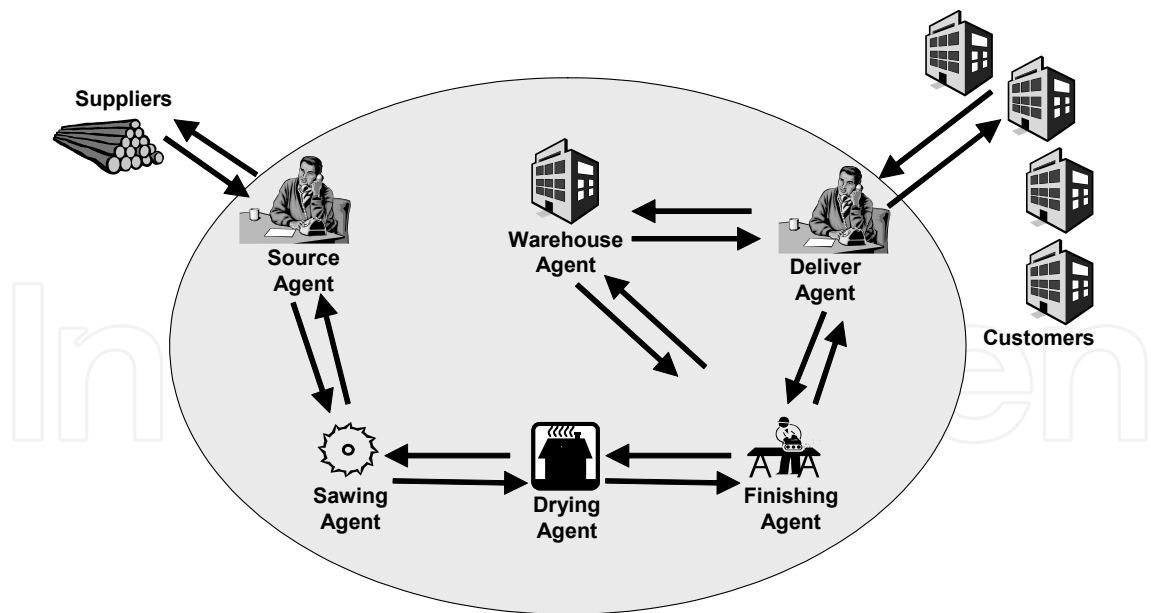 Suppliers
Source
Agent
Warehouse
Agent
Deliver
Agent
Customers
Sawing
Agent
Drying
Agent
Finishing
Agent